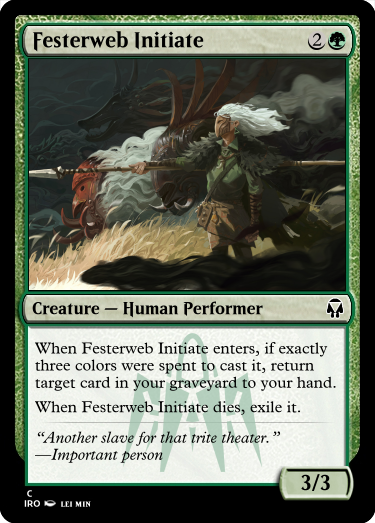 Festerweb Initiate 2
Creature — Human Performer
When Festerweb Initiate enters, if exactly
three colors were spent to cast it, return
target card in your graveyard to your hand.
When Festerweb Initiate dies, exile it.
“Another slave for that trite theater.”
—Important person
3/3
C
IRO LEI MIN